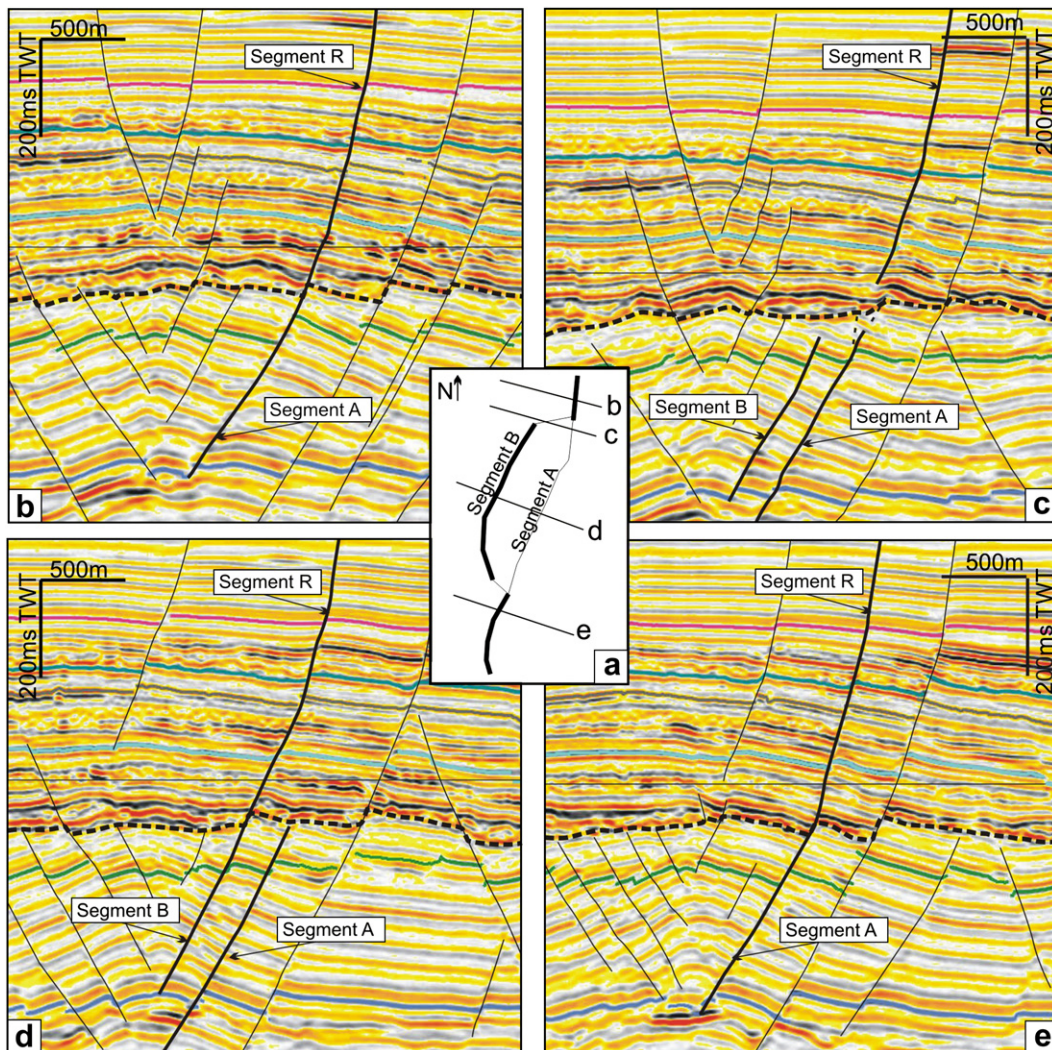 500m
200ms TWT
Segment R
Segment A
b
500m
200ms TWT
Segment R
Segment B
Segment A
c
N
b
c
Segment B
Segment A
d
e
a
500m
200ms TWT
Segment R
Segment B
Segment A
d
500m
200ms TWT
Segment R
Segment A
e